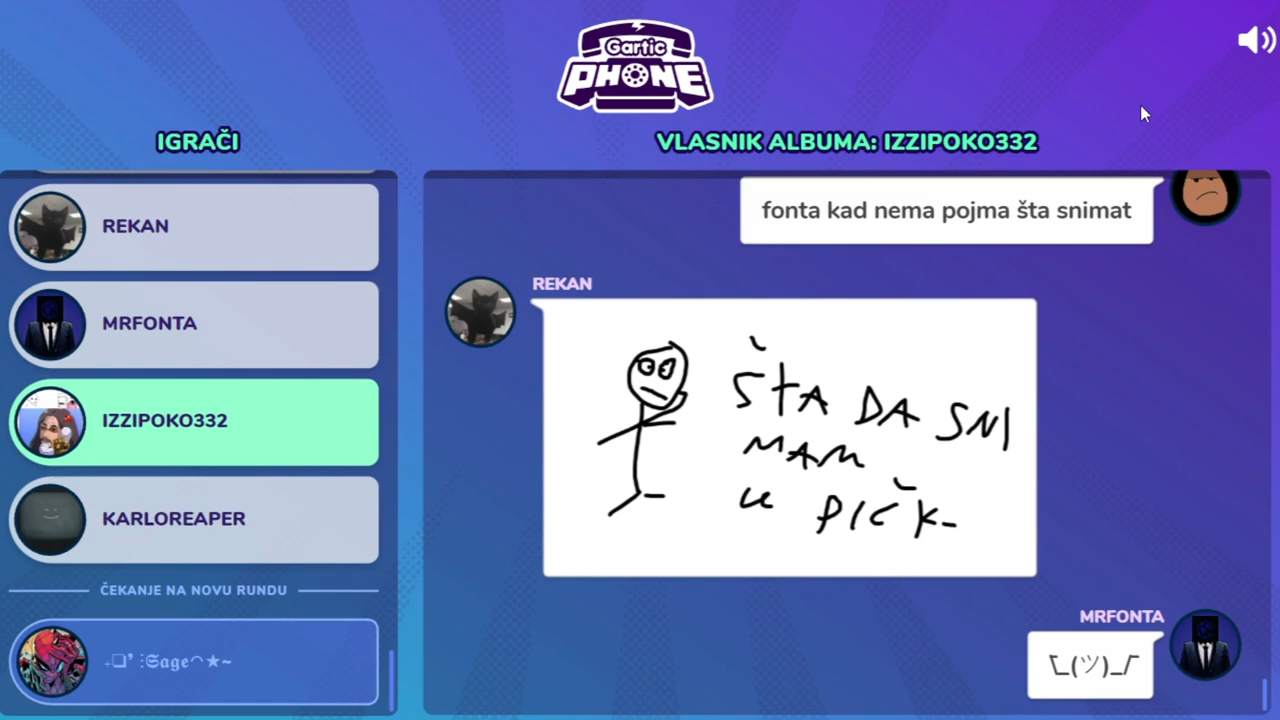 Gartic
PHONE
IGRAČI
VLASNIK ALBUMA: IZZIPOKO332
REKAN
MRFONTA
IZZIPOKO332
KARLOREAPER
ČEKANJE NA NOVU RUNDU
₊❏❜⋮𝕾𝖆𝖌𝖊⌒★~
fonta kad nema pojma šta snimat
REKAN
ŠTA DA SNI
MAM
U PIČK-
MRFONTA
¯\_(ツ)_/¯